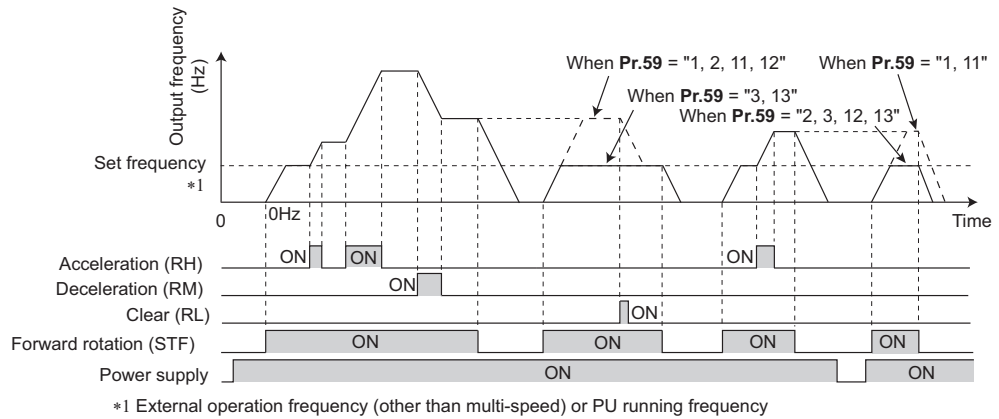 Output frequency
(Hz)
When Pr.59 = "1, 2, 11, 12"
When Pr.59 = "1, 11"
When Pr.59 = "3, 13"
When Pr.59 = "2, 3, 12, 13"
Set frequency
*1
0
0Hz
Time
Acceleration (RH)
ON
ON
ON
Deceleration (RM)
ON
Clear (RL)
ON
Forward rotation (STF)
ON
ON
ON
ON
Power supply
ON
ON
*1 External operation frequency (other than multi-speed) or PU running frequency